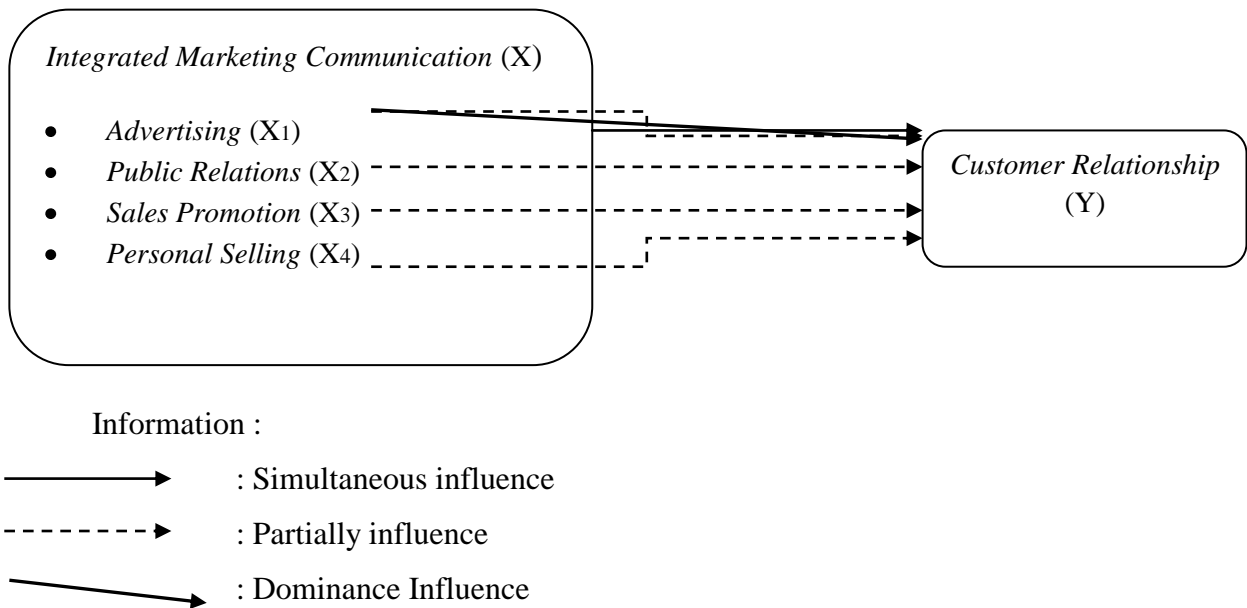 Integrated Marketing Communication (X)
• Advertising (X1)
• Public Relations (X2)
• Sales Promotion (X3)
• Personal Selling (X4)
Customer Relationship
(Y)
Information :
: Simultaneous influence
: Partially influence
: Dominance Influence